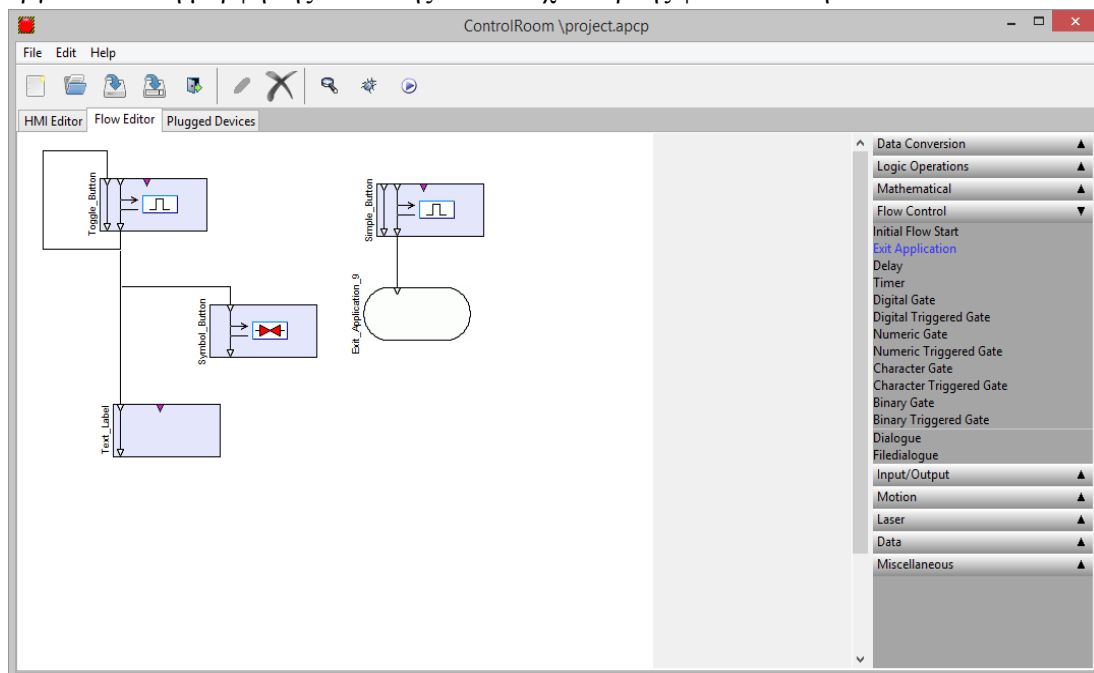 ControlRoom \project.apcp
File Edit Help
HMI Editor Flow Editor Plugged Devices
Toggle_Button
Simple_Button
Symbol_Button
Exit_Application_9
Text_Label
Data Conversion
Logic Operations
Mathematical
Flow Control
Initial Flow Start
Exit Application
Delay
Timer
Digital Gate
Digital Triggered Gate
Numeric Gate
Numeric Triggered Gate
Character Gate
Character Triggered Gate
Binary Gate
Binary Triggered Gate
Dialogue
Filedialogue
Input/Output
Motion
Laser
Data
Miscellaneous